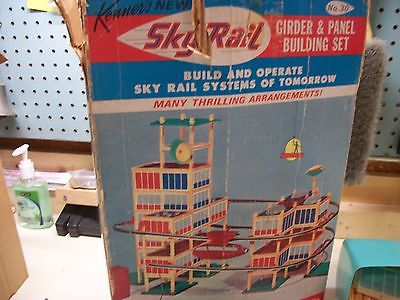 Kenner's NEW
Sky Rail
No. 30
GIRDER & PANEL
BUILDING SET
BUILD AND OPERATE
SKY RAIL SYSTEMS OF TOMORROW
MANY THRILLING ARRANGEMENTS!